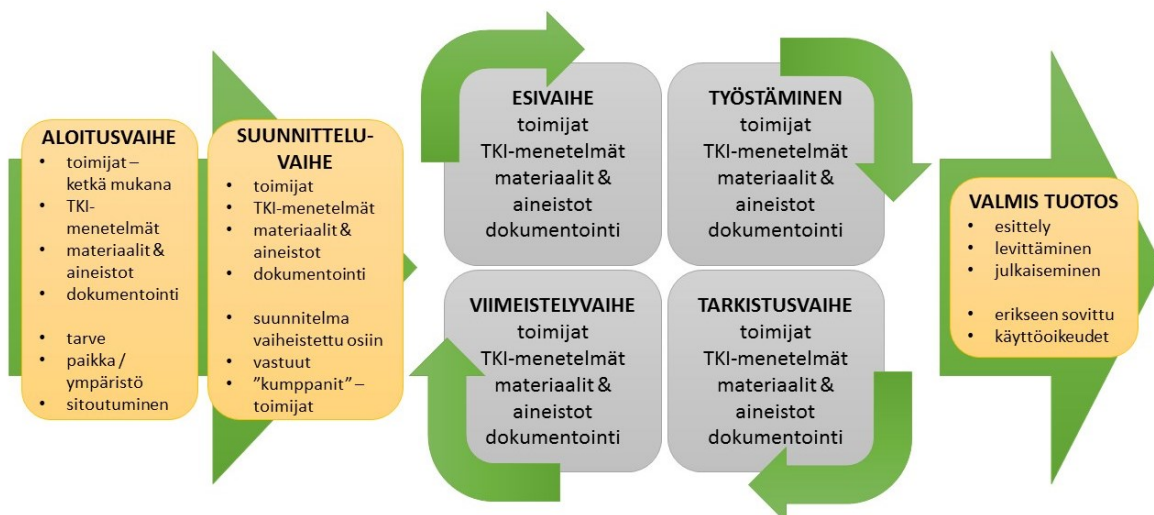 ALOITUSVAIHE
• toimijat –
ketkä mukana
• TKI-
menetelmät
• materiaalit &
aineistot
• dokumentointi
• tarve
• paikka /
ympäristö
• sitoutuminen
SUUNNITTELU-
VAIHE
• toimijat
• TKI-menetelmät
• materiaalit &
aineistot
• dokumentointi
• suunnitelma
vaiheistettu osiin
• vastuut
• ”kumppanit” –
toimijat
ESIVAIHE
toimijat
TKI-menetelmät
materiaalit &
aineistot
dokumentointi
TYÖSTÄMINEN
toimijat
TKI-menetelmät
materiaalit &
aineistot
dokumentointi
VIIMEISTELYVAIHE
toimijat
TKI-menetelmät
materiaalit &
aineistot
dokumentointi
TARKISTUSVAIHE
toimijat
TKI-menetelmät
materiaalit &
aineistot
dokumentointi
VALMIS TUOTOS
• esittely
• levittäminen
• julkaiseminen
• erikseen sovittu
• käyttöoikeudet